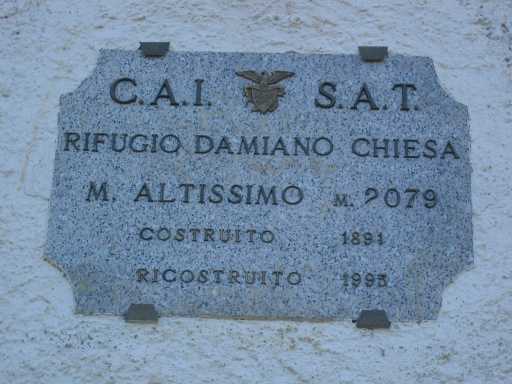 C.A.I. S.A.T.
RIFUGIO DAMIANO CHIESA
M. ALTISSIMO M. 2079
COSTRUITO 1891
RICOSTRUITO 1993